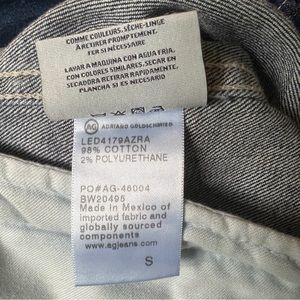 COMME COULEURS. SÈCHE-LINGE
À RETIRER PROMPTEMENT.
FER SI NÉCESSAIRE
LAVAR A MAQUINA CON AGUA FRIA,
CON COLORES SIMILARES. SECAR EN
SECADORA RETIRAR RAPIDAMENTE.
PLANCHA SI ES NECESARIO
AG ADRIANO GOLDSCHMIED
LED4179AZRA
98% COTTON
2% POLYURETHANE
PO#AG-46004
BW20495
Made in Mexico of
imported fabric and
globally sourced
components
www.agjeans.com
S